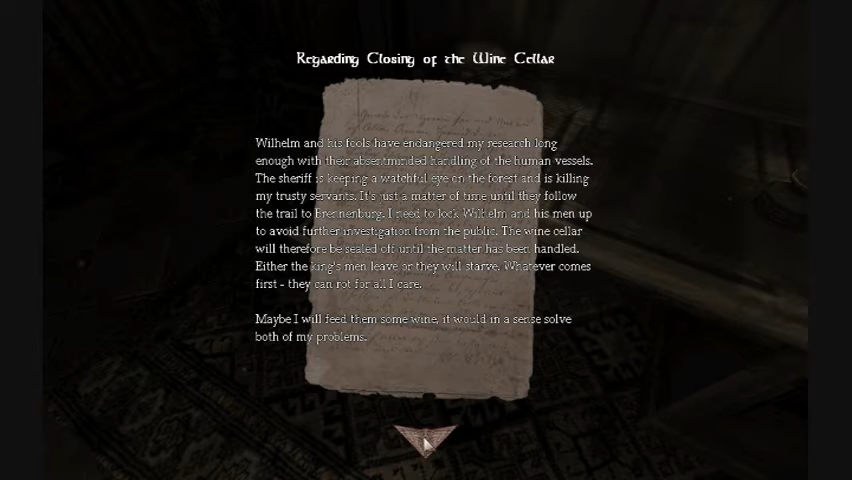 Regarding Closing of the Wine Cellar
Wilhelm and his fools have endangered my research long
enough with their absentminded handling of the human vessels.
The sheriff is keeping a watchful eye on the forest and is killing
my trusty servants. It's just a matter of time until they follow
the trail to Brennenburg. I need to lock Wilhelm and his men up
to avoid further investigation from the public. The wine cellar
will therefore be sealed off until the matter has been handled.
Either the king's men leave or they will starve. Whatever comes
first - they can rot for all I care.
Maybe I will feed them some wine, it would in a sense solve
both of my problems.